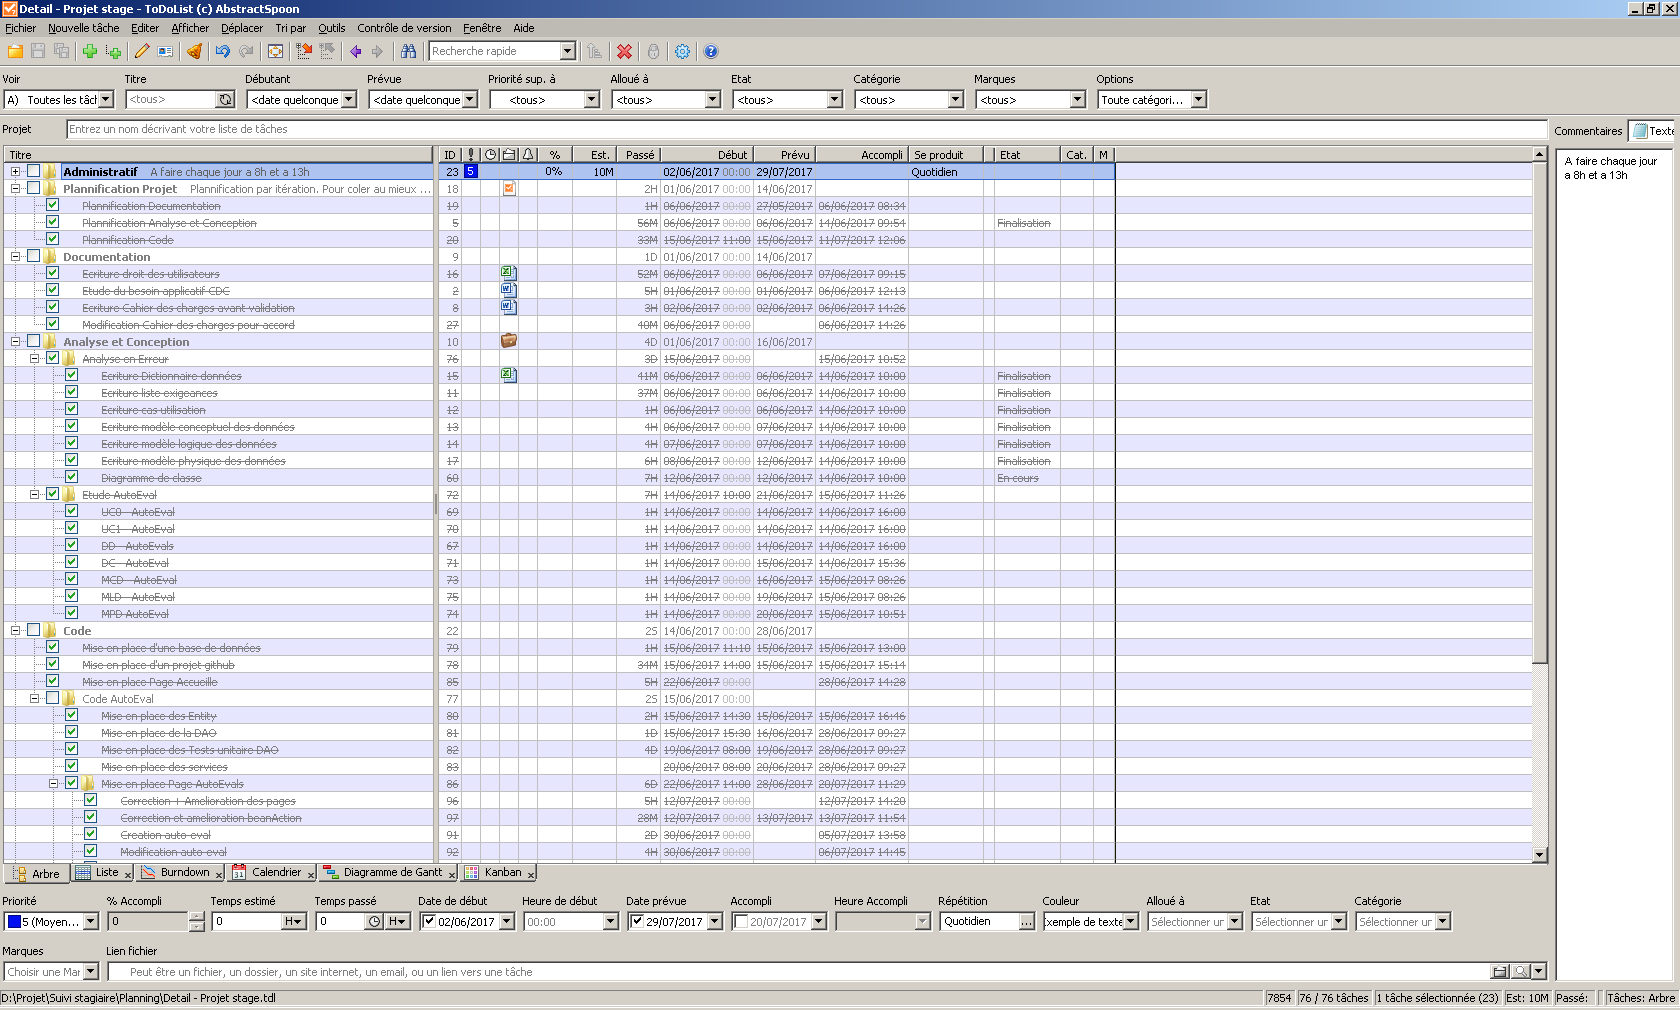 Detail - Projet stage - ToDoList (c) AbstractSpoon
Fichier Nouvelle tâche Editer Afficher Déplacer Tri par Outils Contrôle de version Fenêtre Aide
Recherche rapide
Voir Titre Débutant Prévue Priorité sup. à Alloué à Etat Catégorie Marques Options
A) Toutes les tâch <tous> <date quelconque <date quelconque <tous> <tous> <tous> <tous> <tous> Toute catégori...
Projet Entrez un nom décrivant votre liste de tâches Commentaires Texte
Titre ID ! % Est. Passé Début Prévu Accompli Se produit Etat Cat. M
A faire chaque jour
a 8h et a 13h
Administratif A faire chaque jour a 8h et a 13h 23 5 0% 10M 02/06/2017 00:00 29/07/2017 Quotidien
Plannification Projet Plannification par itération. Pour coler au mieux ... 18 2H 01/06/2017 00:00 14/06/2017
Plannification Documentation 19 1H 06/06/2017 00:00 27/05/2017 06/06/2017 08:34
Plannification Analyse et Conception 5 56M 06/06/2017 00:00 06/06/2017 14/06/2017 09:54 Finalisation
Plannification Code 20 33M 15/06/2017 11:00 15/06/2017 11/07/2017 12:06
Documentation 9 1D 01/06/2017 00:00 14/06/2017
Ecriture droit des utilisateurs 16 52M 06/06/2017 00:00 06/06/2017 07/06/2017 09:15
Etude du besoin applicatif CDC 2 5H 01/06/2017 00:00 01/06/2017 06/06/2017 12:13
Ecriture Cahier des charges avant validation 8 3H 02/06/2017 00:00 02/06/2017 06/06/2017 14:26
Modification Cahier des charges pour accord 27 40M 06/06/2017 00:00 06/06/2017 14:26
Analyse et Conception 10 4D 01/06/2017 00:00 16/06/2017
Analyse en Erreur 76 3D 15/06/2017 00:00 15/06/2017 10:52
Ecriture Dictionnaire données 15 41M 06/06/2017 00:00 06/06/2017 14/06/2017 10:00 Finalisation
Ecriture liste exigeances 11 37M 06/06/2017 00:00 06/06/2017 14/06/2017 10:00 Finalisation
Ecriture cas utilisation 12 1H 06/06/2017 00:00 06/06/2017 14/06/2017 10:00 Finalisation
Ecriture modèle conceptuel des données 13 4H 06/06/2017 00:00 07/06/2017 14/06/2017 10:00 Finalisation
Ecriture modèle logique des données 14 4H 07/06/2017 00:00 07/06/2017 14/06/2017 10:00 Finalisation
Ecriture modèle physique des données 17 6H 08/06/2017 00:00 12/06/2017 14/06/2017 10:00 Finalisation
Diagramme de classe 60 7H 12/06/2017 00:00 12/06/2017 14/06/2017 10:00 En cours
Etude AutoEval 72 7H 14/06/2017 10:00 21/06/2017 15/06/2017 11:26
UC0 - AutoEval 69 1H 14/06/2017 00:00 14/06/2017 14/06/2017 16:00
UC1 - AutoEval 70 1H 14/06/2017 00:00 14/06/2017 14/06/2017 16:00
DD - AutoEvals 67 1H 14/06/2017 00:00 14/06/2017 14/06/2017 16:00
DC - AutoEval 71 1H 14/06/2017 00:00 15/06/2017 14/06/2017 15:36
MCD - AutoEval 73 1H 14/06/2017 00:00 16/06/2017 15/06/2017 08:26
MLD - AutoEval 75 1H 14/06/2017 00:00 19/06/2017 15/06/2017 08:26
MPD AutoEval 74 1H 14/06/2017 00:00 20/06/2017 15/06/2017 10:51
Code 22 2S 14/06/2017 00:00 28/06/2017
Mise en place d'une base de données 79 1H 15/06/2017 11:10 15/06/2017 15/06/2017 13:00
Mise en place d'un projet github 78 34M 15/06/2017 14:00 15/06/2017 15/06/2017 15:14
Mise en place Page Accueille 85 5H 22/06/2017 00:00 28/06/2017 14:28
Code AutoEval 77 2S 15/06/2017 00:00
Mise en place des Entity 80 2H 15/06/2017 14:30 15/06/2017 15/06/2017 16:46
Mise en place de la DAO 81 1D 15/06/2017 15:30 16/06/2017 28/06/2017 09:27
Mise en place des Tests unitaire DAO 82 4D 19/06/2017 08:00 19/06/2017 28/06/2017 09:27
Mise en place des services 83 20/06/2017 08:00 20/06/2017 28/06/2017 09:27
Mise en place Page AutoEvals 86 6D 22/06/2017 14:00 28/06/2017 20/07/2017 11:29
Correction + Amelioration des pages 96 5H 12/07/2017 00:00 12/07/2017 14:20
Correction et amelioration beanAction 97 28M 12/07/2017 00:00 13/07/2017 13/07/2017 11:54
Creation auto eval 91 2D 30/06/2017 00:00 05/07/2017 13:58
Modification auto eval 92 4H 30/06/2017 00:00 06/07/2017 14:45
Arbre Liste Burndown Calendrier Diagramme de Gantt Kanban
Priorité % Accompli Temps estimé Temps passé Date de début Heure de début Date prévue Accompli Heure Accompli Répétition Couleur Alloué à Etat Catégorie
5 (Moyen... 0 0 H 0 H 02/06/2017 00:00 29/07/2017 20/07/2017 Quotidien ... xemple de texte Sélectionner ur Sélectionner ur Sélectionner ur
Marques Lien fichier
Choisir une Mar Peut être un fichier, un dossier, un site internet, un email, ou un lien vers une tâche
D:\Projet\Suivi stagiaire\Planning\Detail - Projet stage.tdl 7854 76 / 76 tâches 1 tâche sélectionnée (23) Est: 10M Passé: Tâches: Arbre